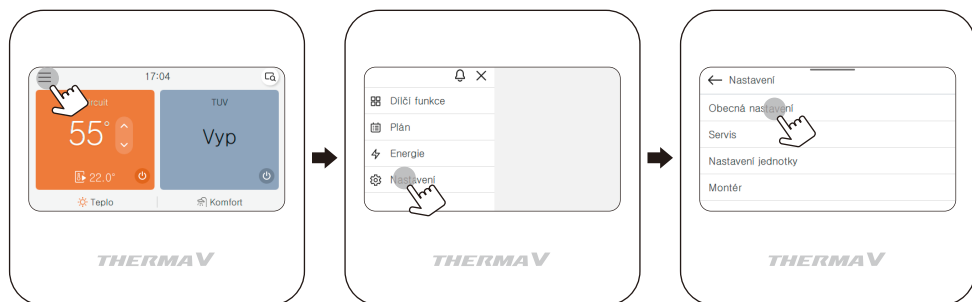 17:04
TUV
55°
Vyp
22.0°
Teplo
Komfort
THERMAV
Dílčí funkce
Plán
Energie
Nastavení
THERMAV
Nastavení
Obecná nastavení
Servis
Nastavení jednotky
Montér
THERMAV